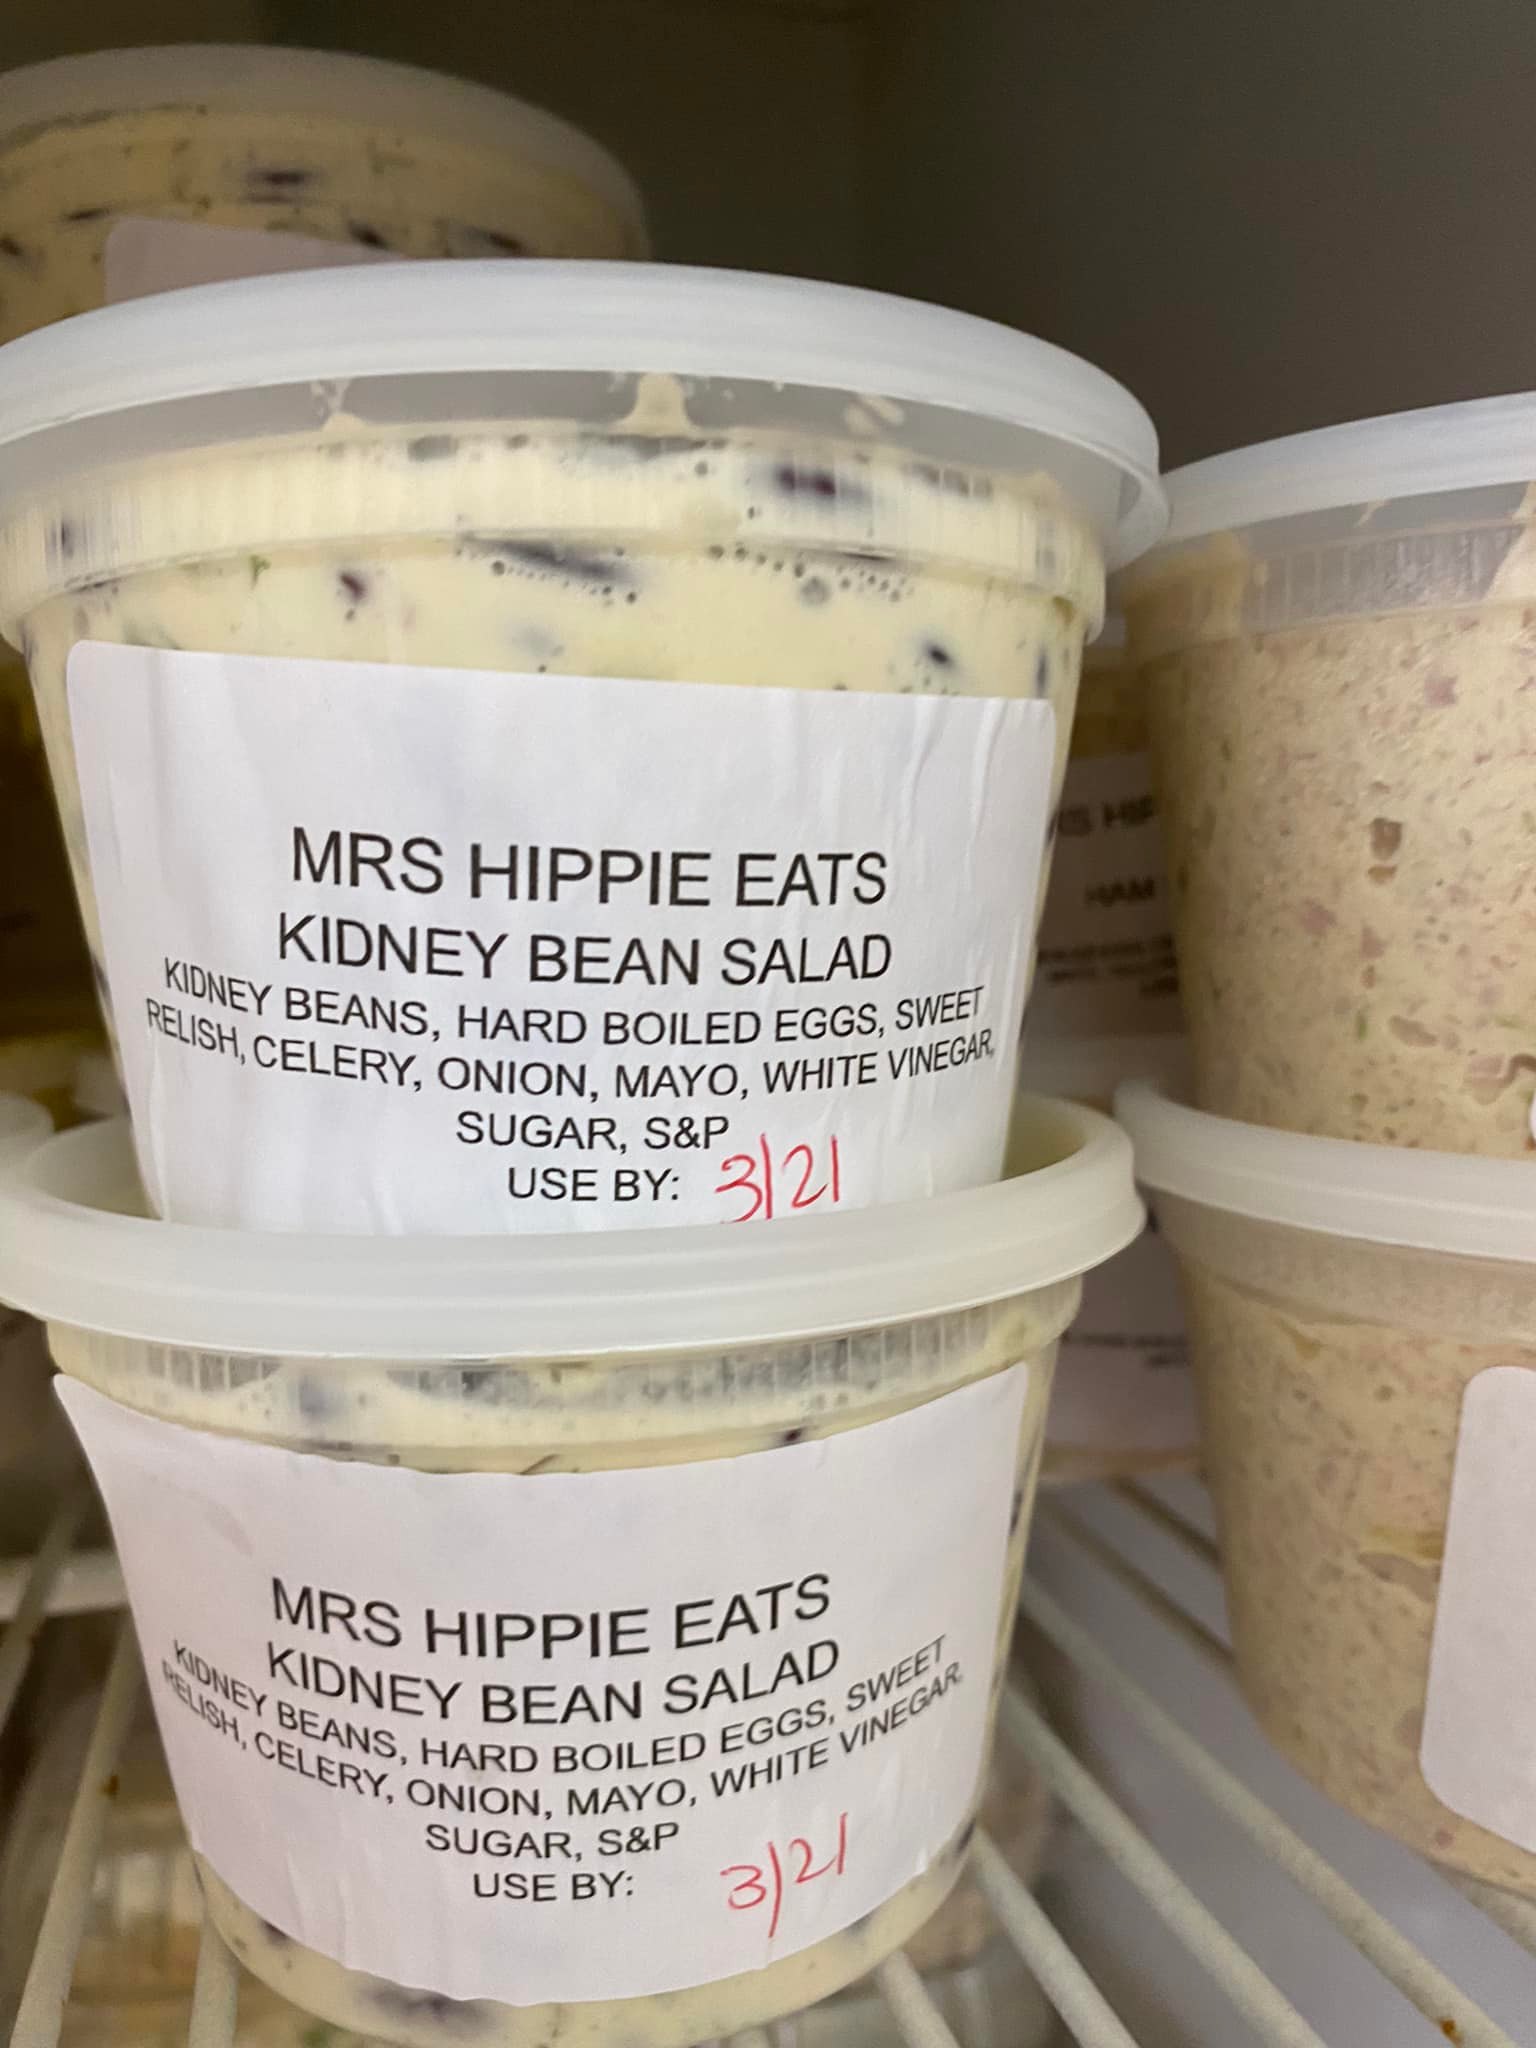 MRS HIPPIE EATS
KIDNEY BEAN SALAD
KIDNEY BEANS, HARD BOILED EGGS, SWEET
RELISH, CELERY, ONION, MAYO, WHITE VINEGAR,
SUGAR, S&P
USE BY: 3/21
MRS HIPPIE EATS
KIDNEY BEAN SALAD
KIDNEY BEANS, HARD BOILED EGGS, SWEET
RELISH, CELERY, ONION, MAYO, WHITE VINEGAR,
SUGAR, S&P
USE BY: 3/21
HAM